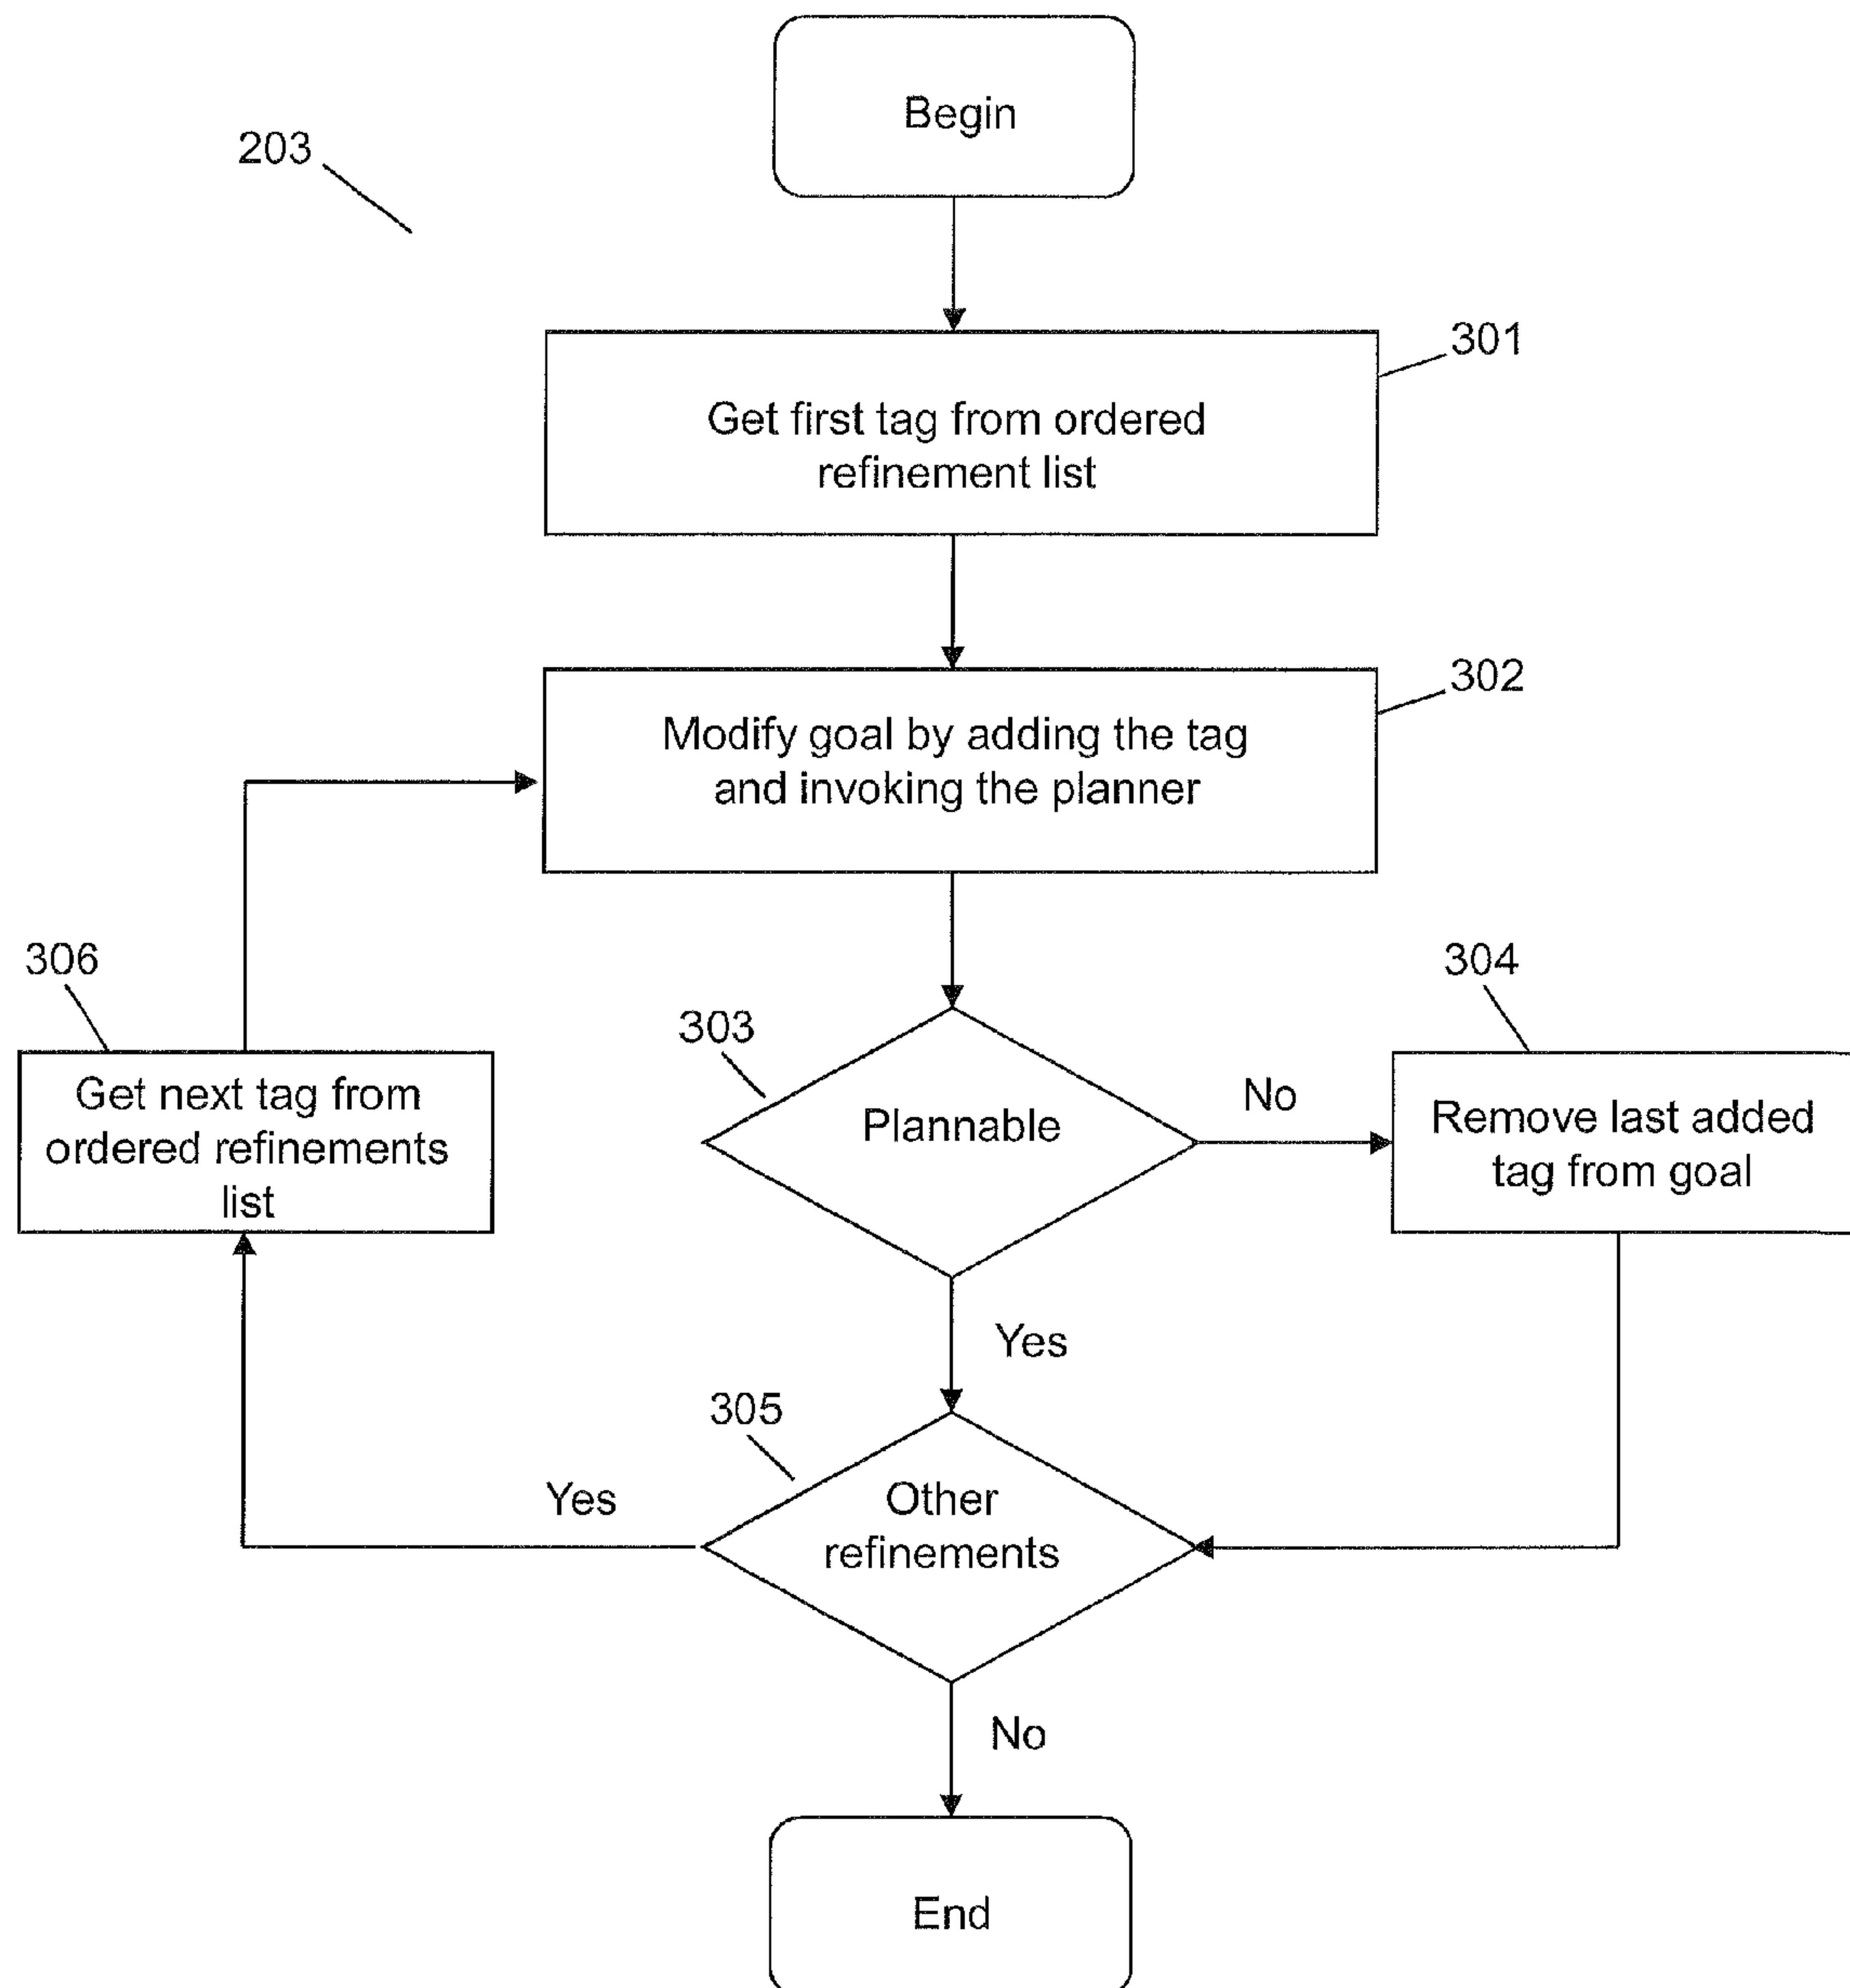 Begin
203
301
Get first tag from ordered
refinement list
302
Modify goal by adding the tag
and invoking the planner
306
304
303
Get next tag from
ordered refinements
list
Plannable
No
Remove last added
tag from goal
Yes
305
Yes
Other
refinements
No
End